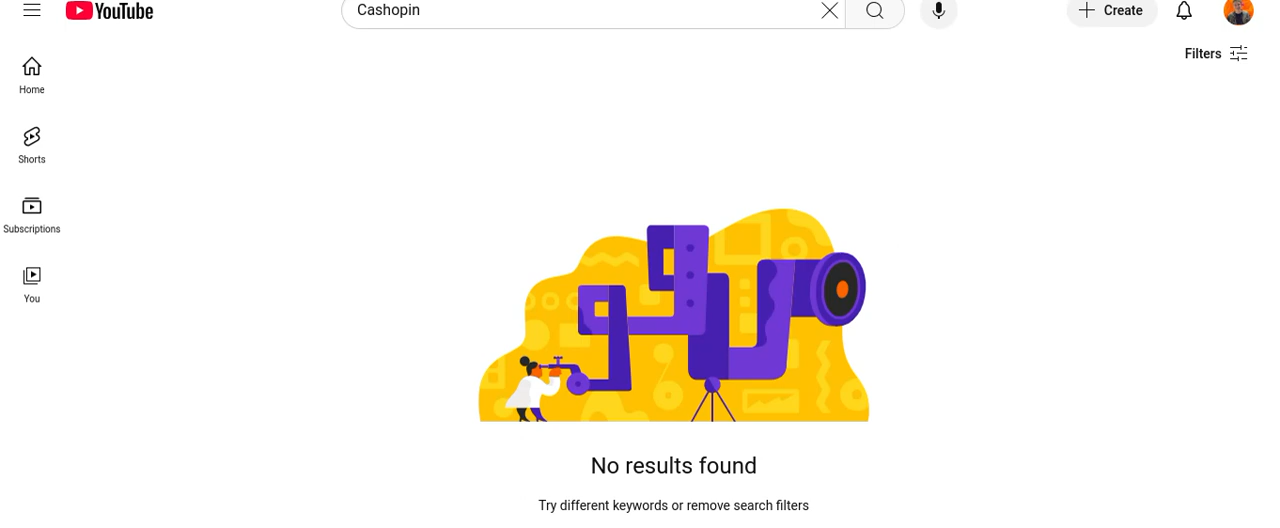 YouTube
Cashopin
Create
Filters
Home
Shorts
Subscriptions
You
No results found
Try different keywords or remove search filters